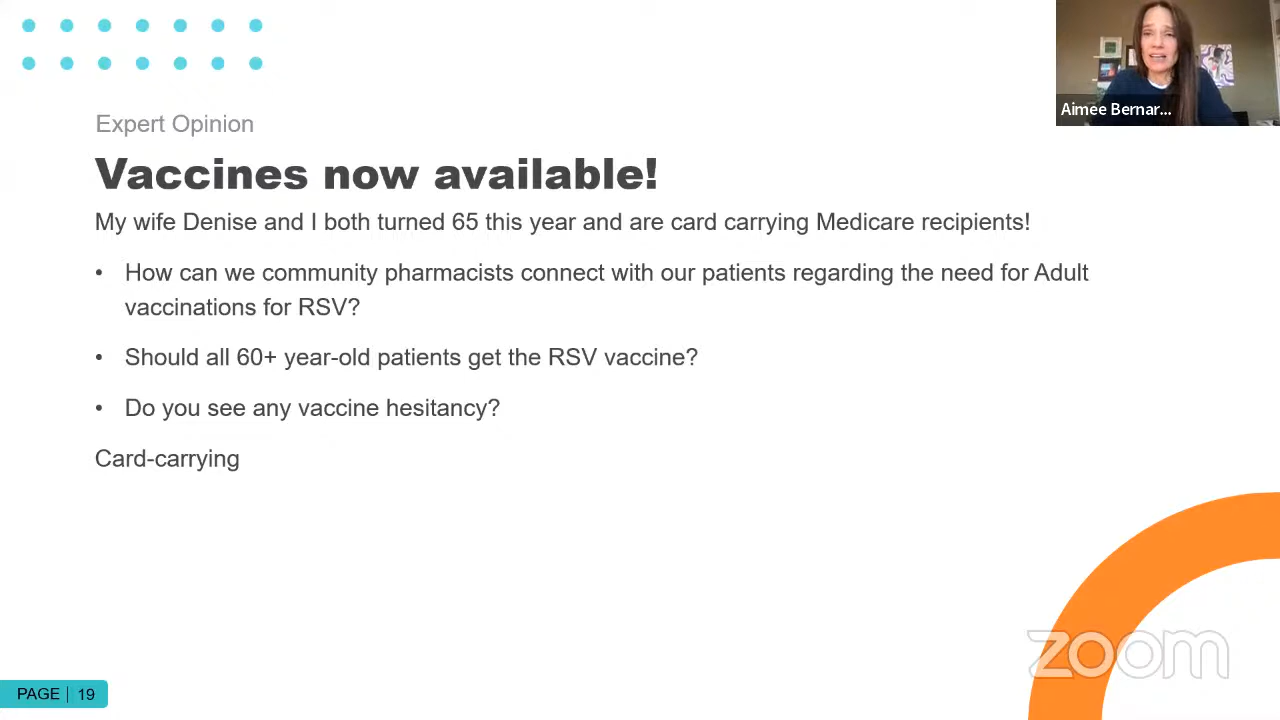 Aimee Bernar...
Expert Opinion
Vaccines now available!
My wife Denise and I both turned 65 this year and are card carrying Medicare recipients!
• How can we community pharmacists connect with our patients regarding the need for Adult
vaccinations for RSV?
• Should all 60+ year-old patients get the RSV vaccine?
• Do you see any vaccine hesitancy?
Card-carrying
zoom
PAGE | 19